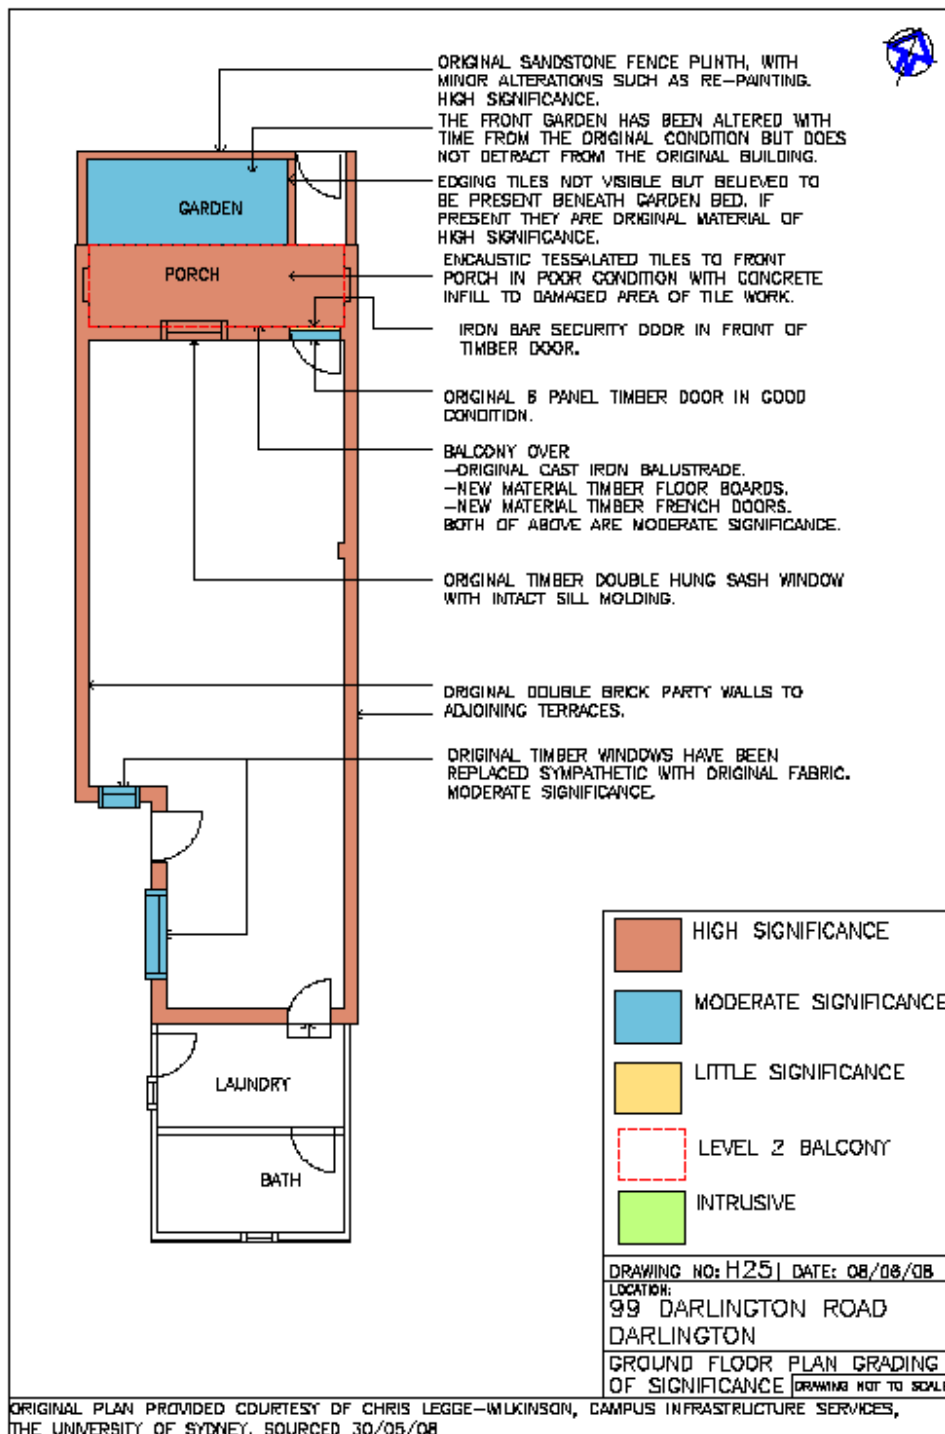 ORIGINAL SANDSTONE FENCE PLINTH, WITH
MINOR ALTERATIONS SUCH AS RE-PAINTING.
HIGH SIGNIFICANCE.
THE FRONT GARDEN HAS BEEN ALTERED WITH
TIME FROM THE ORIGINAL CONDITION BUT DOES
NOT DETRACT FROM THE ORIGINAL BUILDING.
EDGING TILES NOT VISIBLE BUT BELIEVED TO
BE PRESENT BENEATH GARDEN BED. IF
PRESENT THEY ARE ORIGINAL MATERIAL OF
HIGH SIGNIFICANCE.
ENCAUSTIC TESSALATED TILES TO FRONT
PORCH IN POOR CONDITION WITH CONCRETE
INFILL TO DAMAGED AREA OF TILE WORK.
IRON BAR SECURITY DOOR IN FRONT OF
TIMBER DOOR.
ORIGINAL 6 PANEL TIMBER DOOR IN GOOD
CONDITION.
BALCONY OVER
-ORIGINAL CAST IRON BALUSTRADE.
-NEW MATERIAL TIMBER FLOOR BOARDS.
-NEW MATERIAL TIMBER FRENCH DOORS.
BOTH OF ABOVE ARE MODERATE SIGNIFICANCE.
ORIGINAL TIMBER DOUBLE HUNG SASH WINDOW
WITH INTACT SILL MOLDING.
ORIGINAL DOUBLE BRICK PARTY WALLS TO
ADJOINING TERRACES.
ORIGINAL TIMBER WINDOWS HAVE BEEN
REPLACED SYMPATHETIC WITH ORIGINAL FABRIC.
MODERATE SIGNIFICANCE.
GARDEN
PORCH
LAUNDRY
BATH
HIGH SIGNIFICANCE
MODERATE SIGNIFICANCE
LITTLE SIGNIFICANCE
LEVEL 2 BALCONY
INTRUSIVE
DRAWING NO: H25 | DATE: 08/06/08
LOCATION:
99 DARLINGTON ROAD
DARLINGTON
GROUND FLOOR PLAN GRADING
OF SIGNIFICANCE DRAWING NOT TO SCALE
ORIGINAL PLAN PROVIDED COURTESY OF CHRIS LEGGE-WILKINSON, CAMPUS INFRASTRUCTURE SERVICES,
THE UNIVERSITY OF SYDNEY, SOURCED 30/05/08